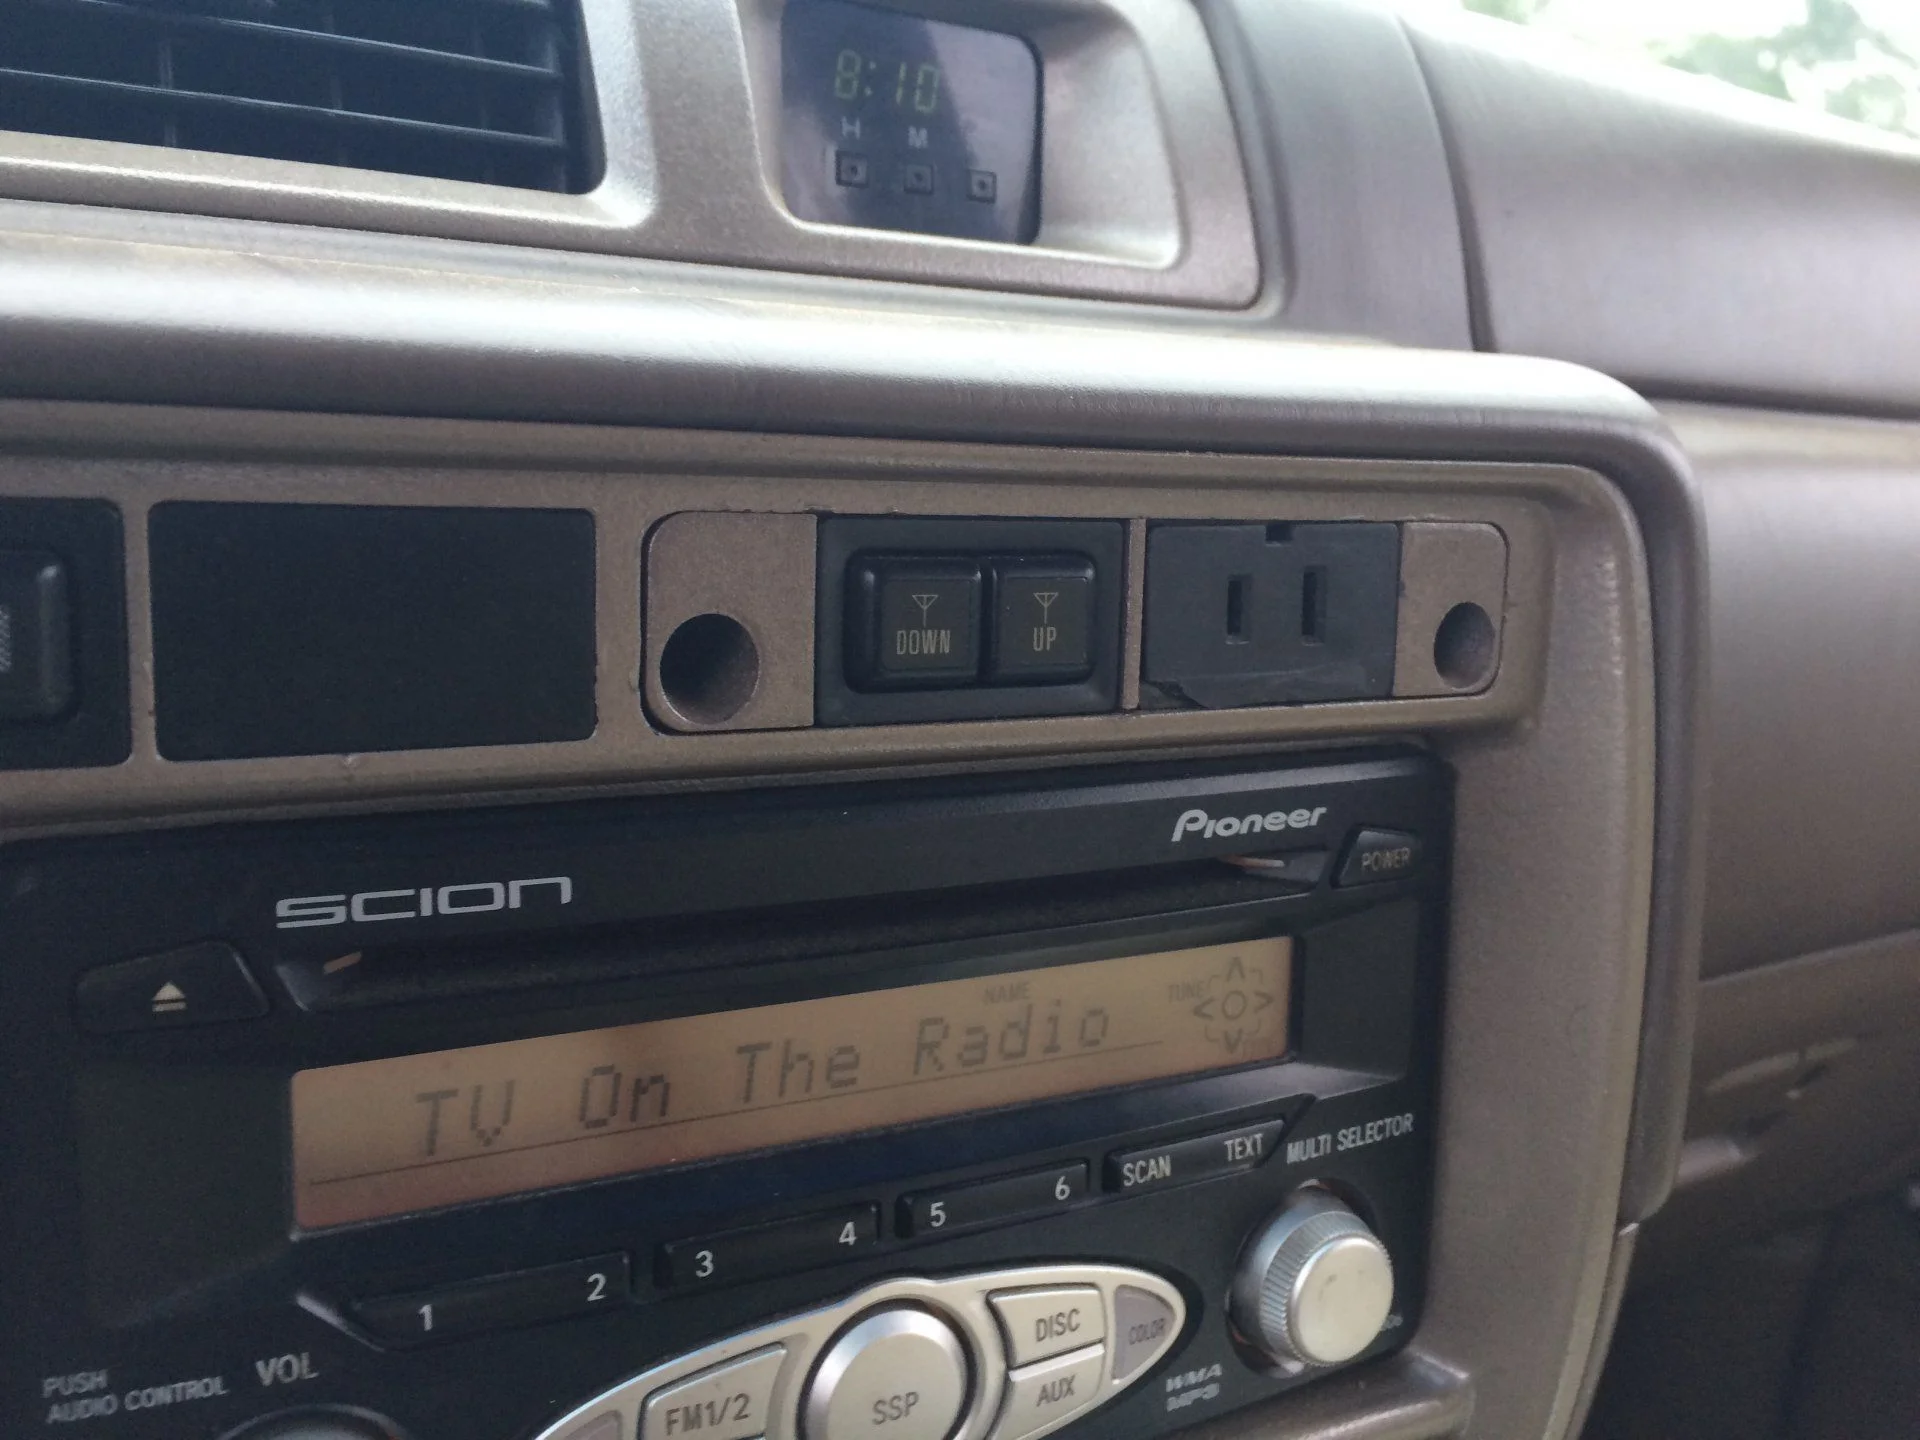 8:10
H M
DOWN UP
Pioneer
POWER
SCION
NAME
TUNE
TV On The Radio
MULTI SELECTOR
SCAN TEXT
1 2 3 4 5 6
PUSH
AUDIO CONTROL
VOL
FM1/2
SSP
DISC
AUX
COLOR
WMA
MP3